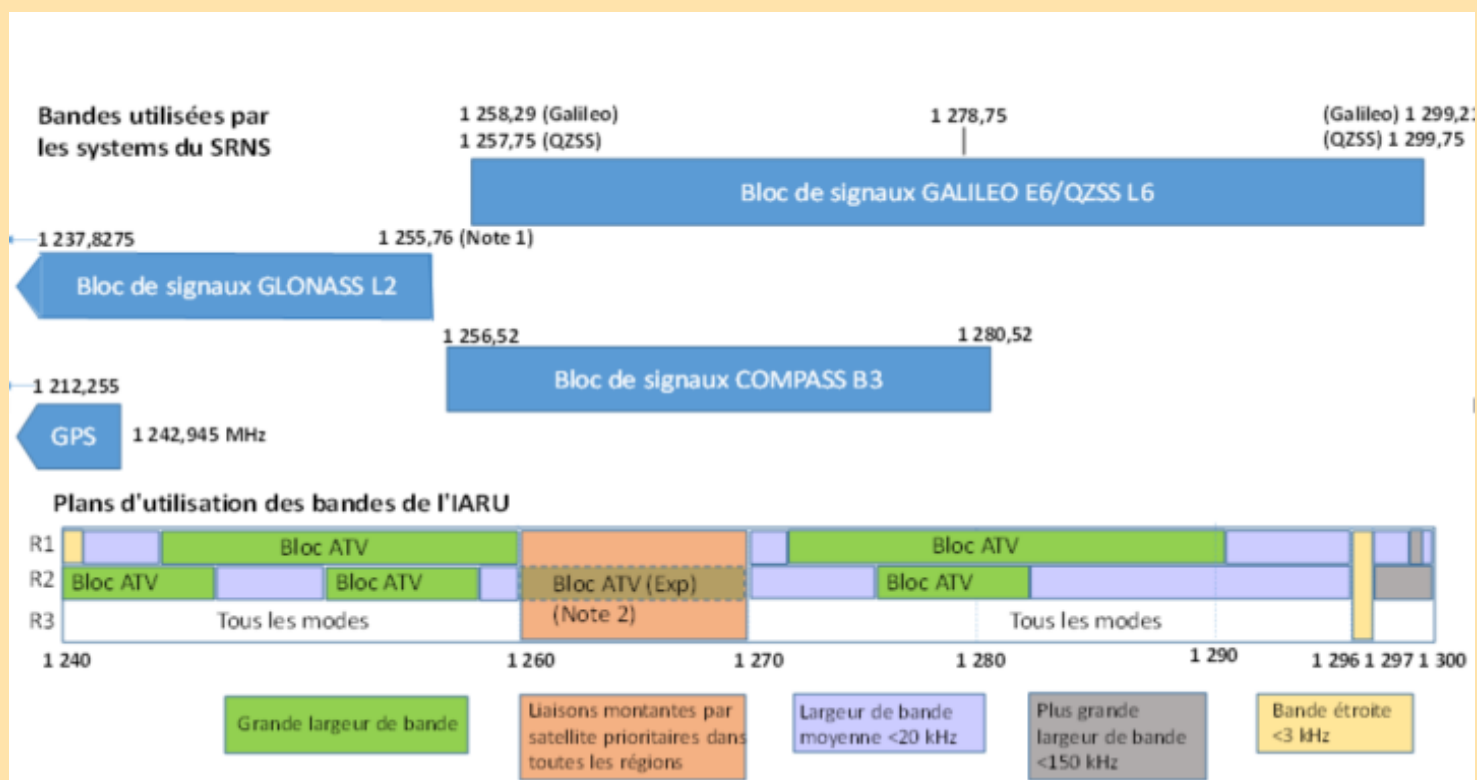 Bandes utilisées par
les systems du SRNS
1 258,29 (Galileo)
1 257,75 (QZSS)
1 278,75
(Galileo) 1 299,21
(QZSS) 1 299,75
Bloc de signaux GALILEO E6/QZSS L6
1 237,8275
1 255,76 (Note 1)
Bloc de signaux GLONASS L2
1 256,52
1 280,52
Bloc de signaux COMPASS B3
1 212,255
GPS
1 242,945 MHz
Plans d'utilisation des bandes de l'IARU
R1
Bloc ATV
Bloc ATV
R2
Bloc ATV
Bloc ATV
Bloc ATV (Exp)
Bloc ATV
(Note 2)
R3
Tous les modes
Tous les modes
1 240
1 260
1 270
1 280
1 290
1 296
1 297
1 300
Grande largeur de bande
Liaisons montantes par
satellite prioritaires dans
toutes les régions
Largeur de bande
moyenne <20 kHz
Plus grande
largeur de bande
<150 kHz
Bande étroite
<3 kHz